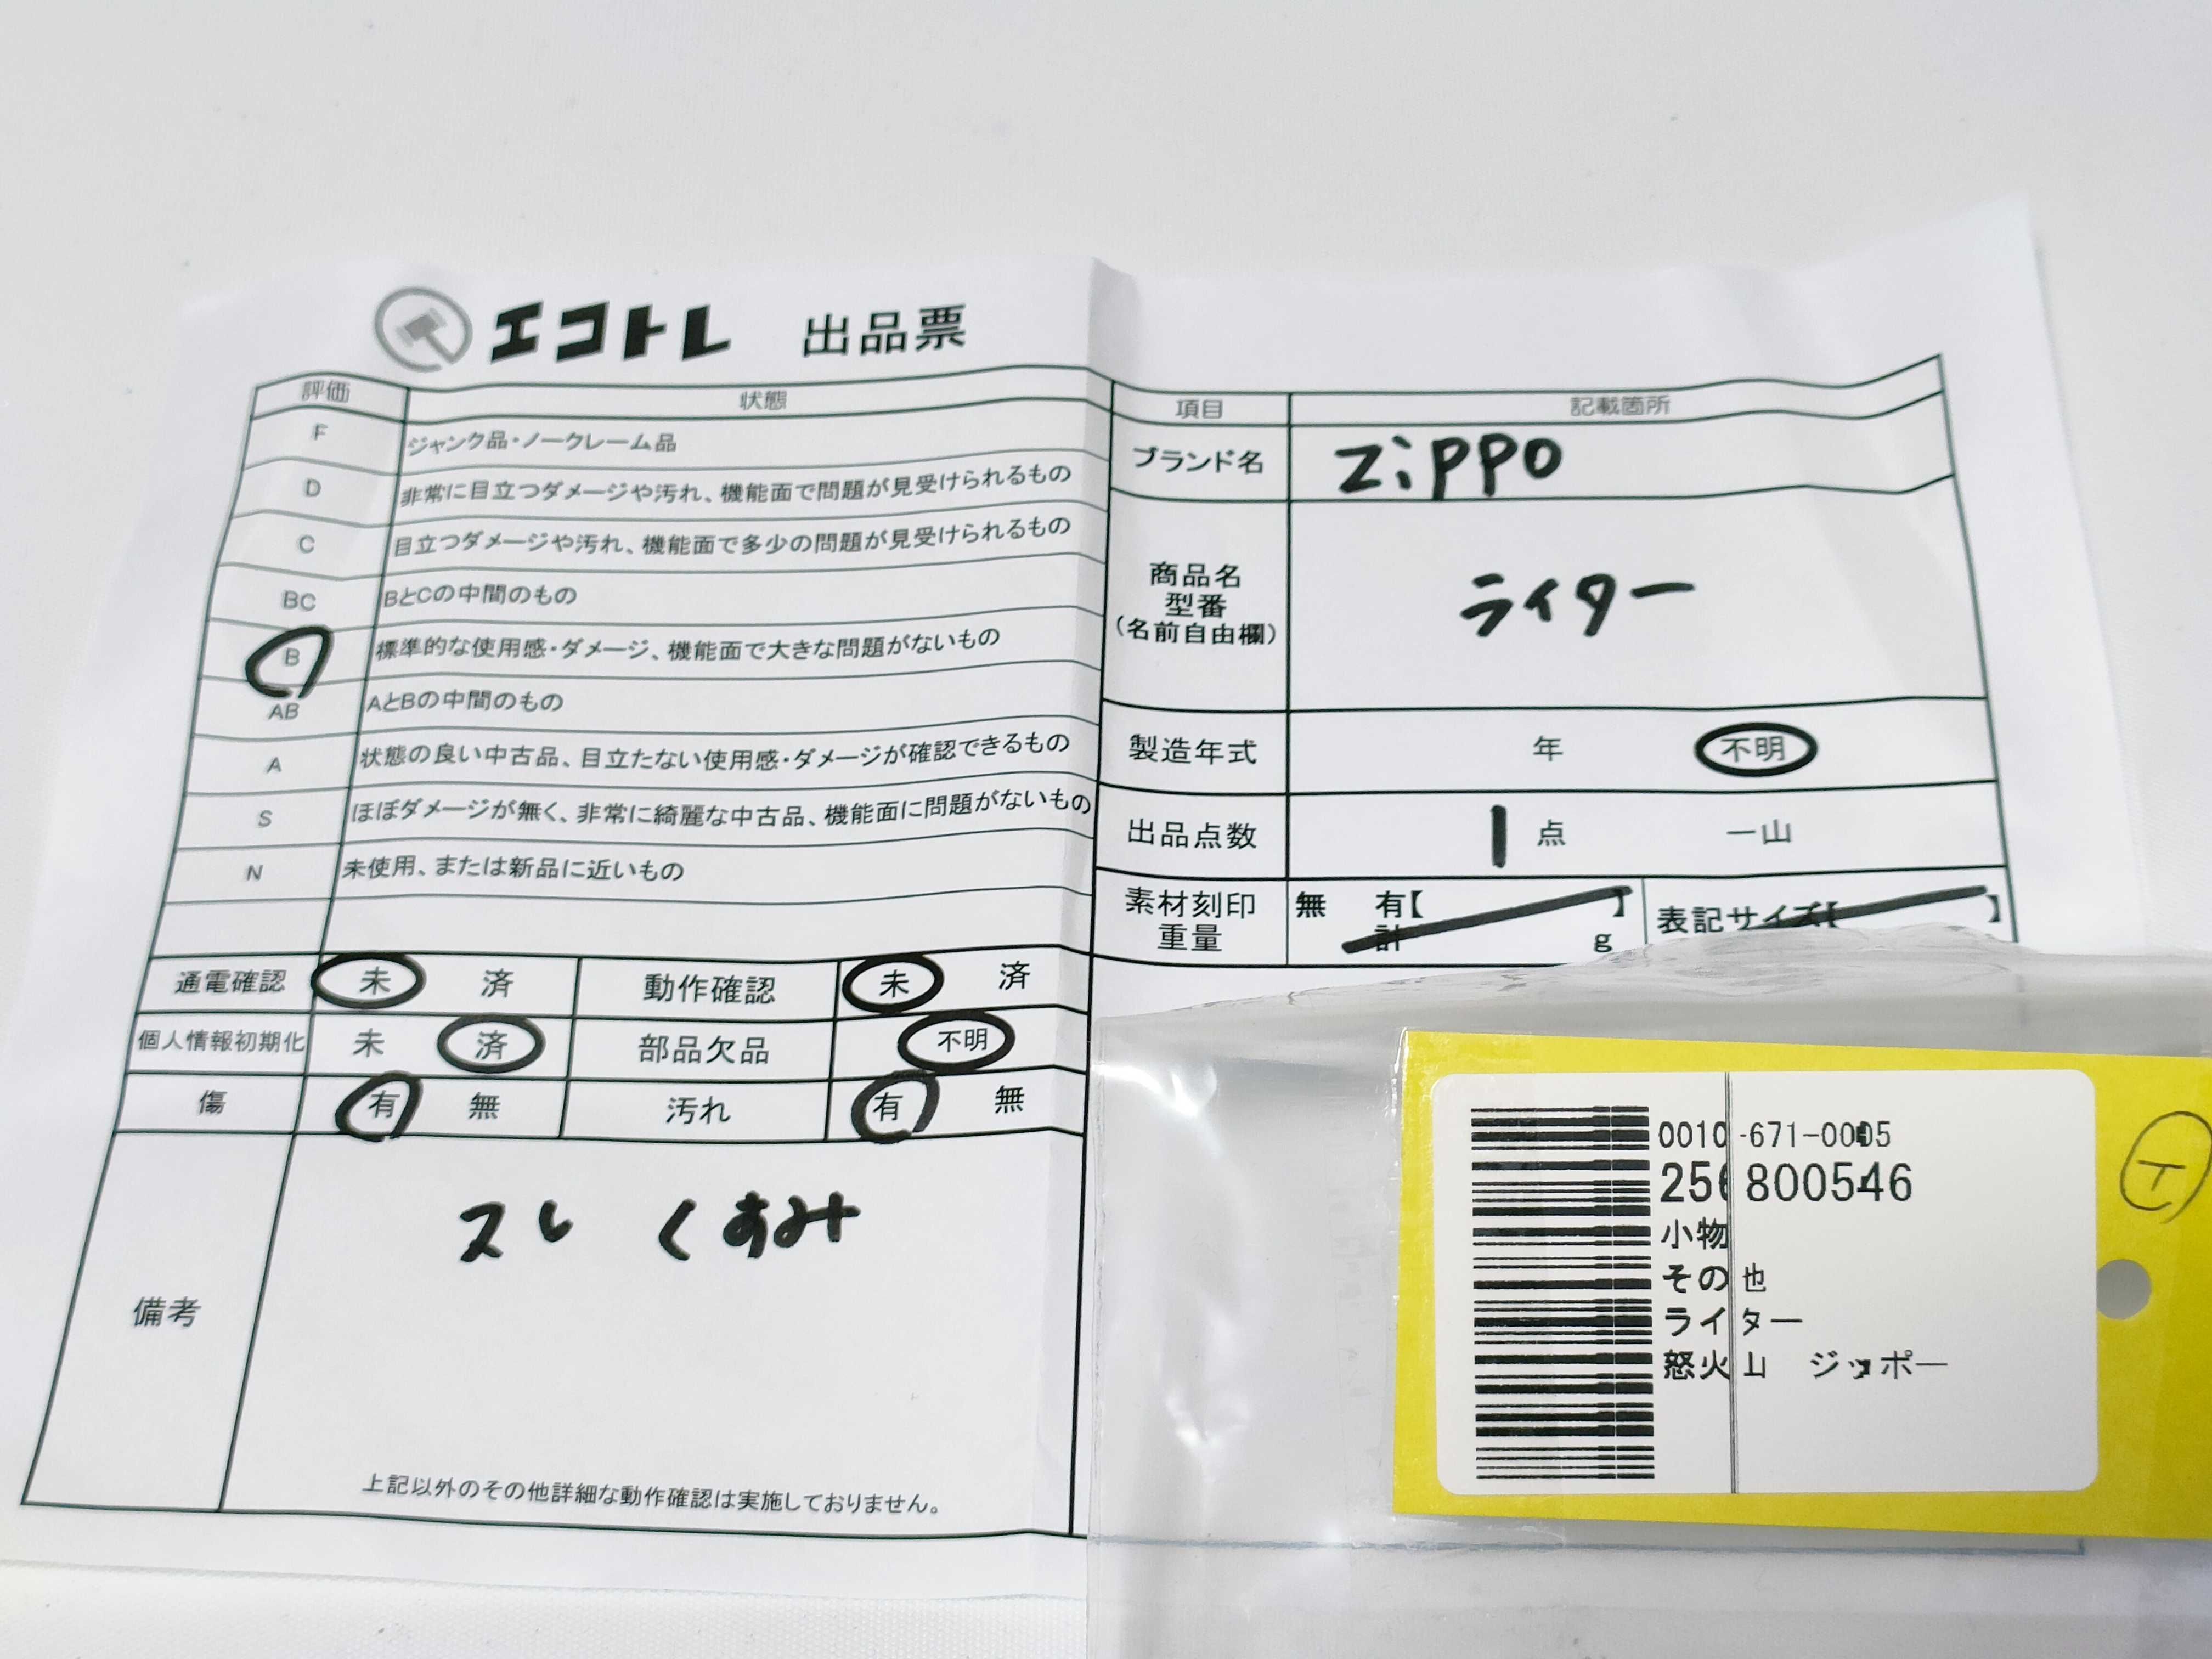 エコトレ 出品票
評価 状態
F ジャンク品・ノークレーム品
D 非常に目立つダメージや汚れ、機能面で問題が見受けられるもの
C 目立つダメージや汚れ、機能面で多少の問題が見受けられるもの
BC BとCの中間のもの
B 標準的な使用感・ダメージ、機能面で大きな問題がないもの
AB AとBの中間のもの
A 状態の良い中古品、目立たない使用感・ダメージが確認できるもの
S ほぼダメージが無く、非常に綺麗な中古品、機能面に問題がないもの
N 未使用、または新品に近いもの
通電確認 未 済 動作確認 未 済
個人情報初期化 未 済 部品欠品 不明
傷 有 無 汚れ 有 無
備考
スレ くすみ
上記以外のその他詳細な動作確認は実施しておりません。
項目 記載箇所
ブランド名 Zippo
商品名
型番
(名前自由欄)
ライター
製造年式 年 不明
出品点数 1 点 一山
素材刻印 無 有【 】 表記サイズ【 】
重量 計 g
0010-671-0005
800546
小物
その他
ライター
怒火山 ジッポー